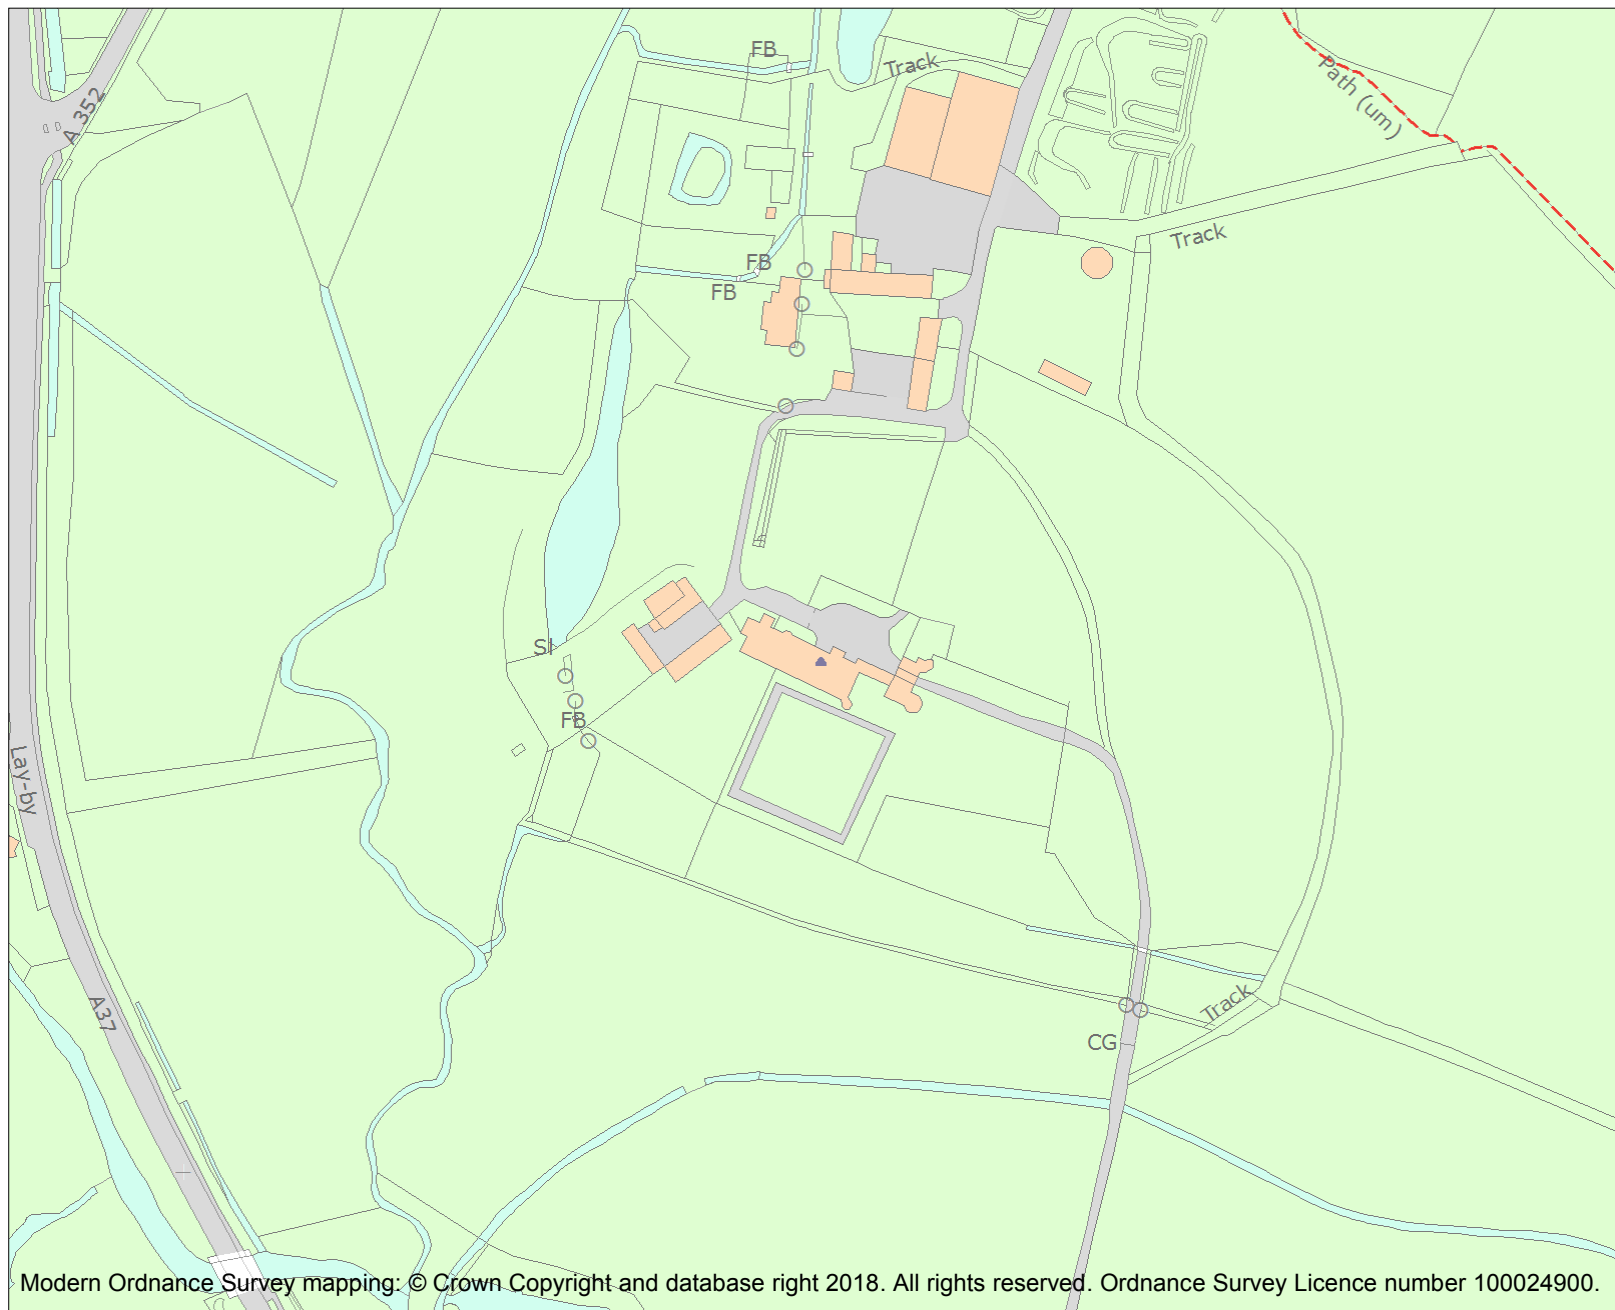 FB
Track
A 352
Path (um)
Track
FB
FB
SI
FB
Lay-by
A37
Track
CG
Modern Ordnance Survey mapping: © Crown Copyright and database right 2018. All rights reserved. Ordnance Survey Licence number 100024900.